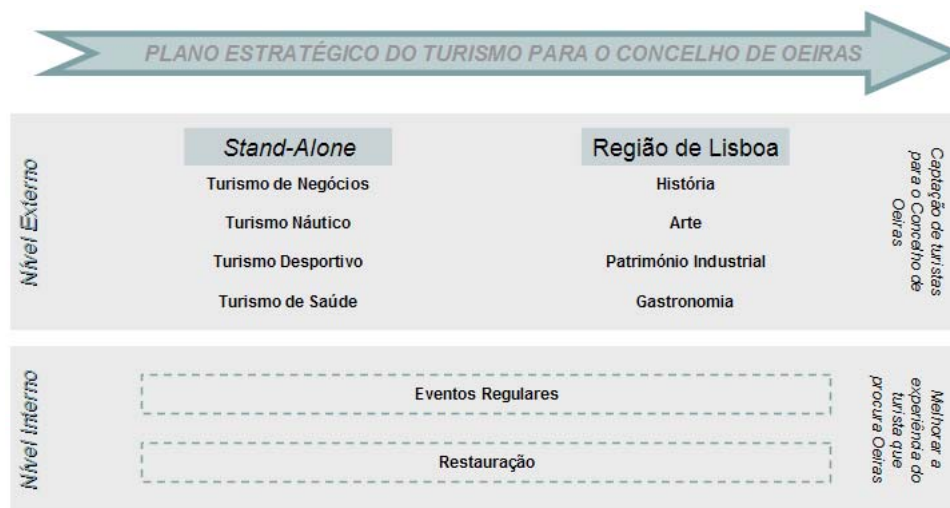 PLANO ESTRATÉGICO DO TURISMO PARA O CONCELHO DE OEIRAS
Nível Externo
Stand-Alone
Turismo de Negócios
Turismo Náutico
Turismo Desportivo
Turismo de Saúde
Região de Lisboa
História
Arte
Património Industrial
Gastronomia
Captação de turistas
para o Concelho de
Oeiras
Nível Interno
Eventos Regulares
Restauração
Melhorar a
experiência do
turista que
procura Oeiras